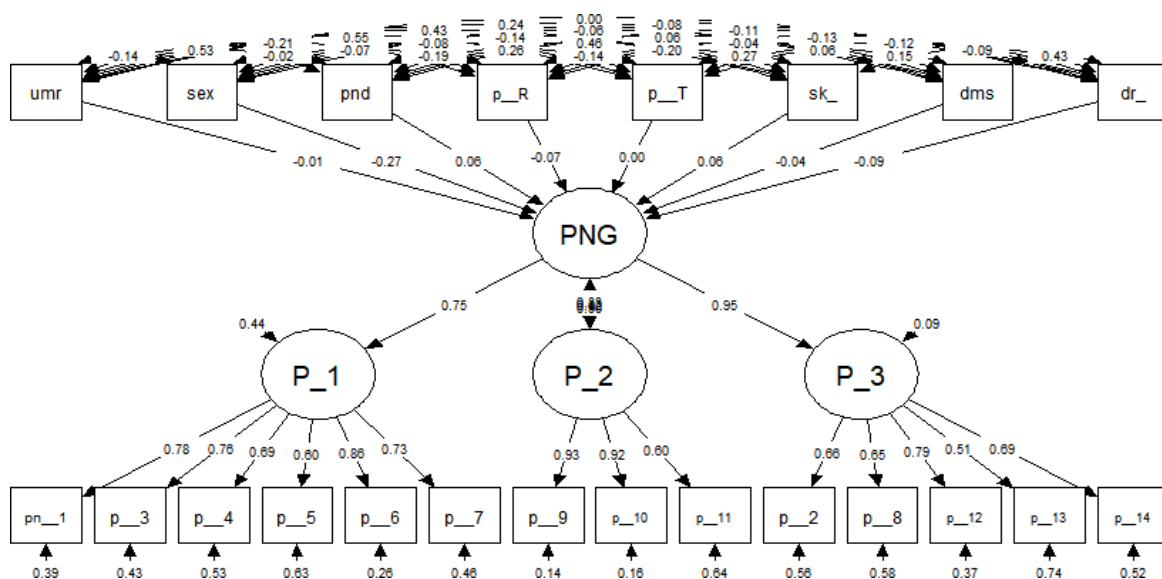 0.00
0.24 -0.06 -0.08
0.43 -0.14 0.46 0.06 -0.11
0.55 -0.08 0.26 -0.14 -0.20 -0.04 -0.13
-0.14 0.53 -0.21 -0.07 -0.19 0.27 0.06 -0.12 -0.09 0.43
-0.02 0.15
umr sex pnd p__R p__T sk_ dms dr_
-0.01 -0.27 0.06 -0.07 0.00 0.06 -0.04 -0.09
PNG
0.75 0.95
0.44 0.09
P_1 P_2 P_3
0.78 0.76 0.69 0.60 0.86 0.73 0.93 0.92 0.60 0.66 0.65 0.79 0.51 0.69
pn__1 p__3 p__4 p__5 p__6 p__7 p__9 p__10 p__11 p__2 p__8 p__12 p__13 p__14
0.39 0.43 0.53 0.63 0.26 0.46 0.14 0.16 0.64 0.56 0.58 0.37 0.74 0.52